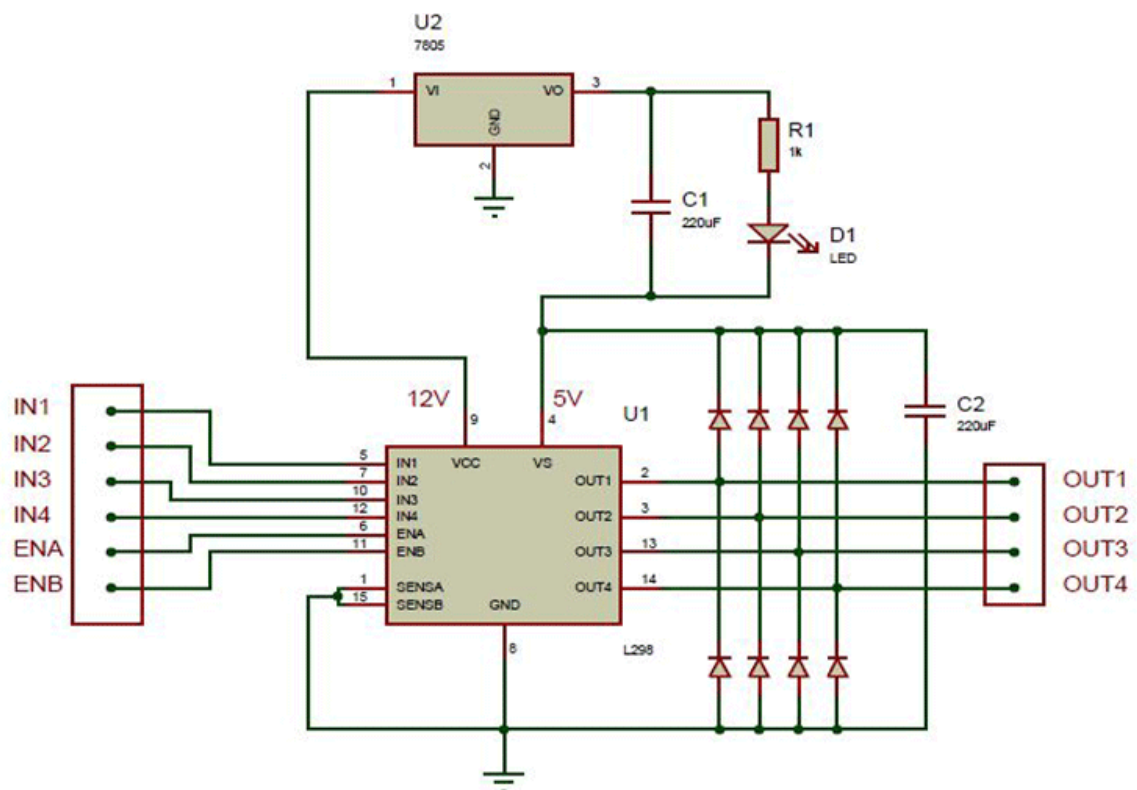 U2
7805
1
VI
VO
3
GND
2
R1
1k
C1
220uF
D1
LED
12V
5V
9
4
U1
C2
220uF
IN1
IN2
IN3
IN4
ENA
ENB
5
7
10
12
6
11
1
15
IN1
IN2
IN3
IN4
ENA
ENB
SENSA
SENSB
VCC
VS
GND
OUT1
OUT2
OUT3
OUT4
2
3
13
14
8
L298
OUT1
OUT2
OUT3
OUT4